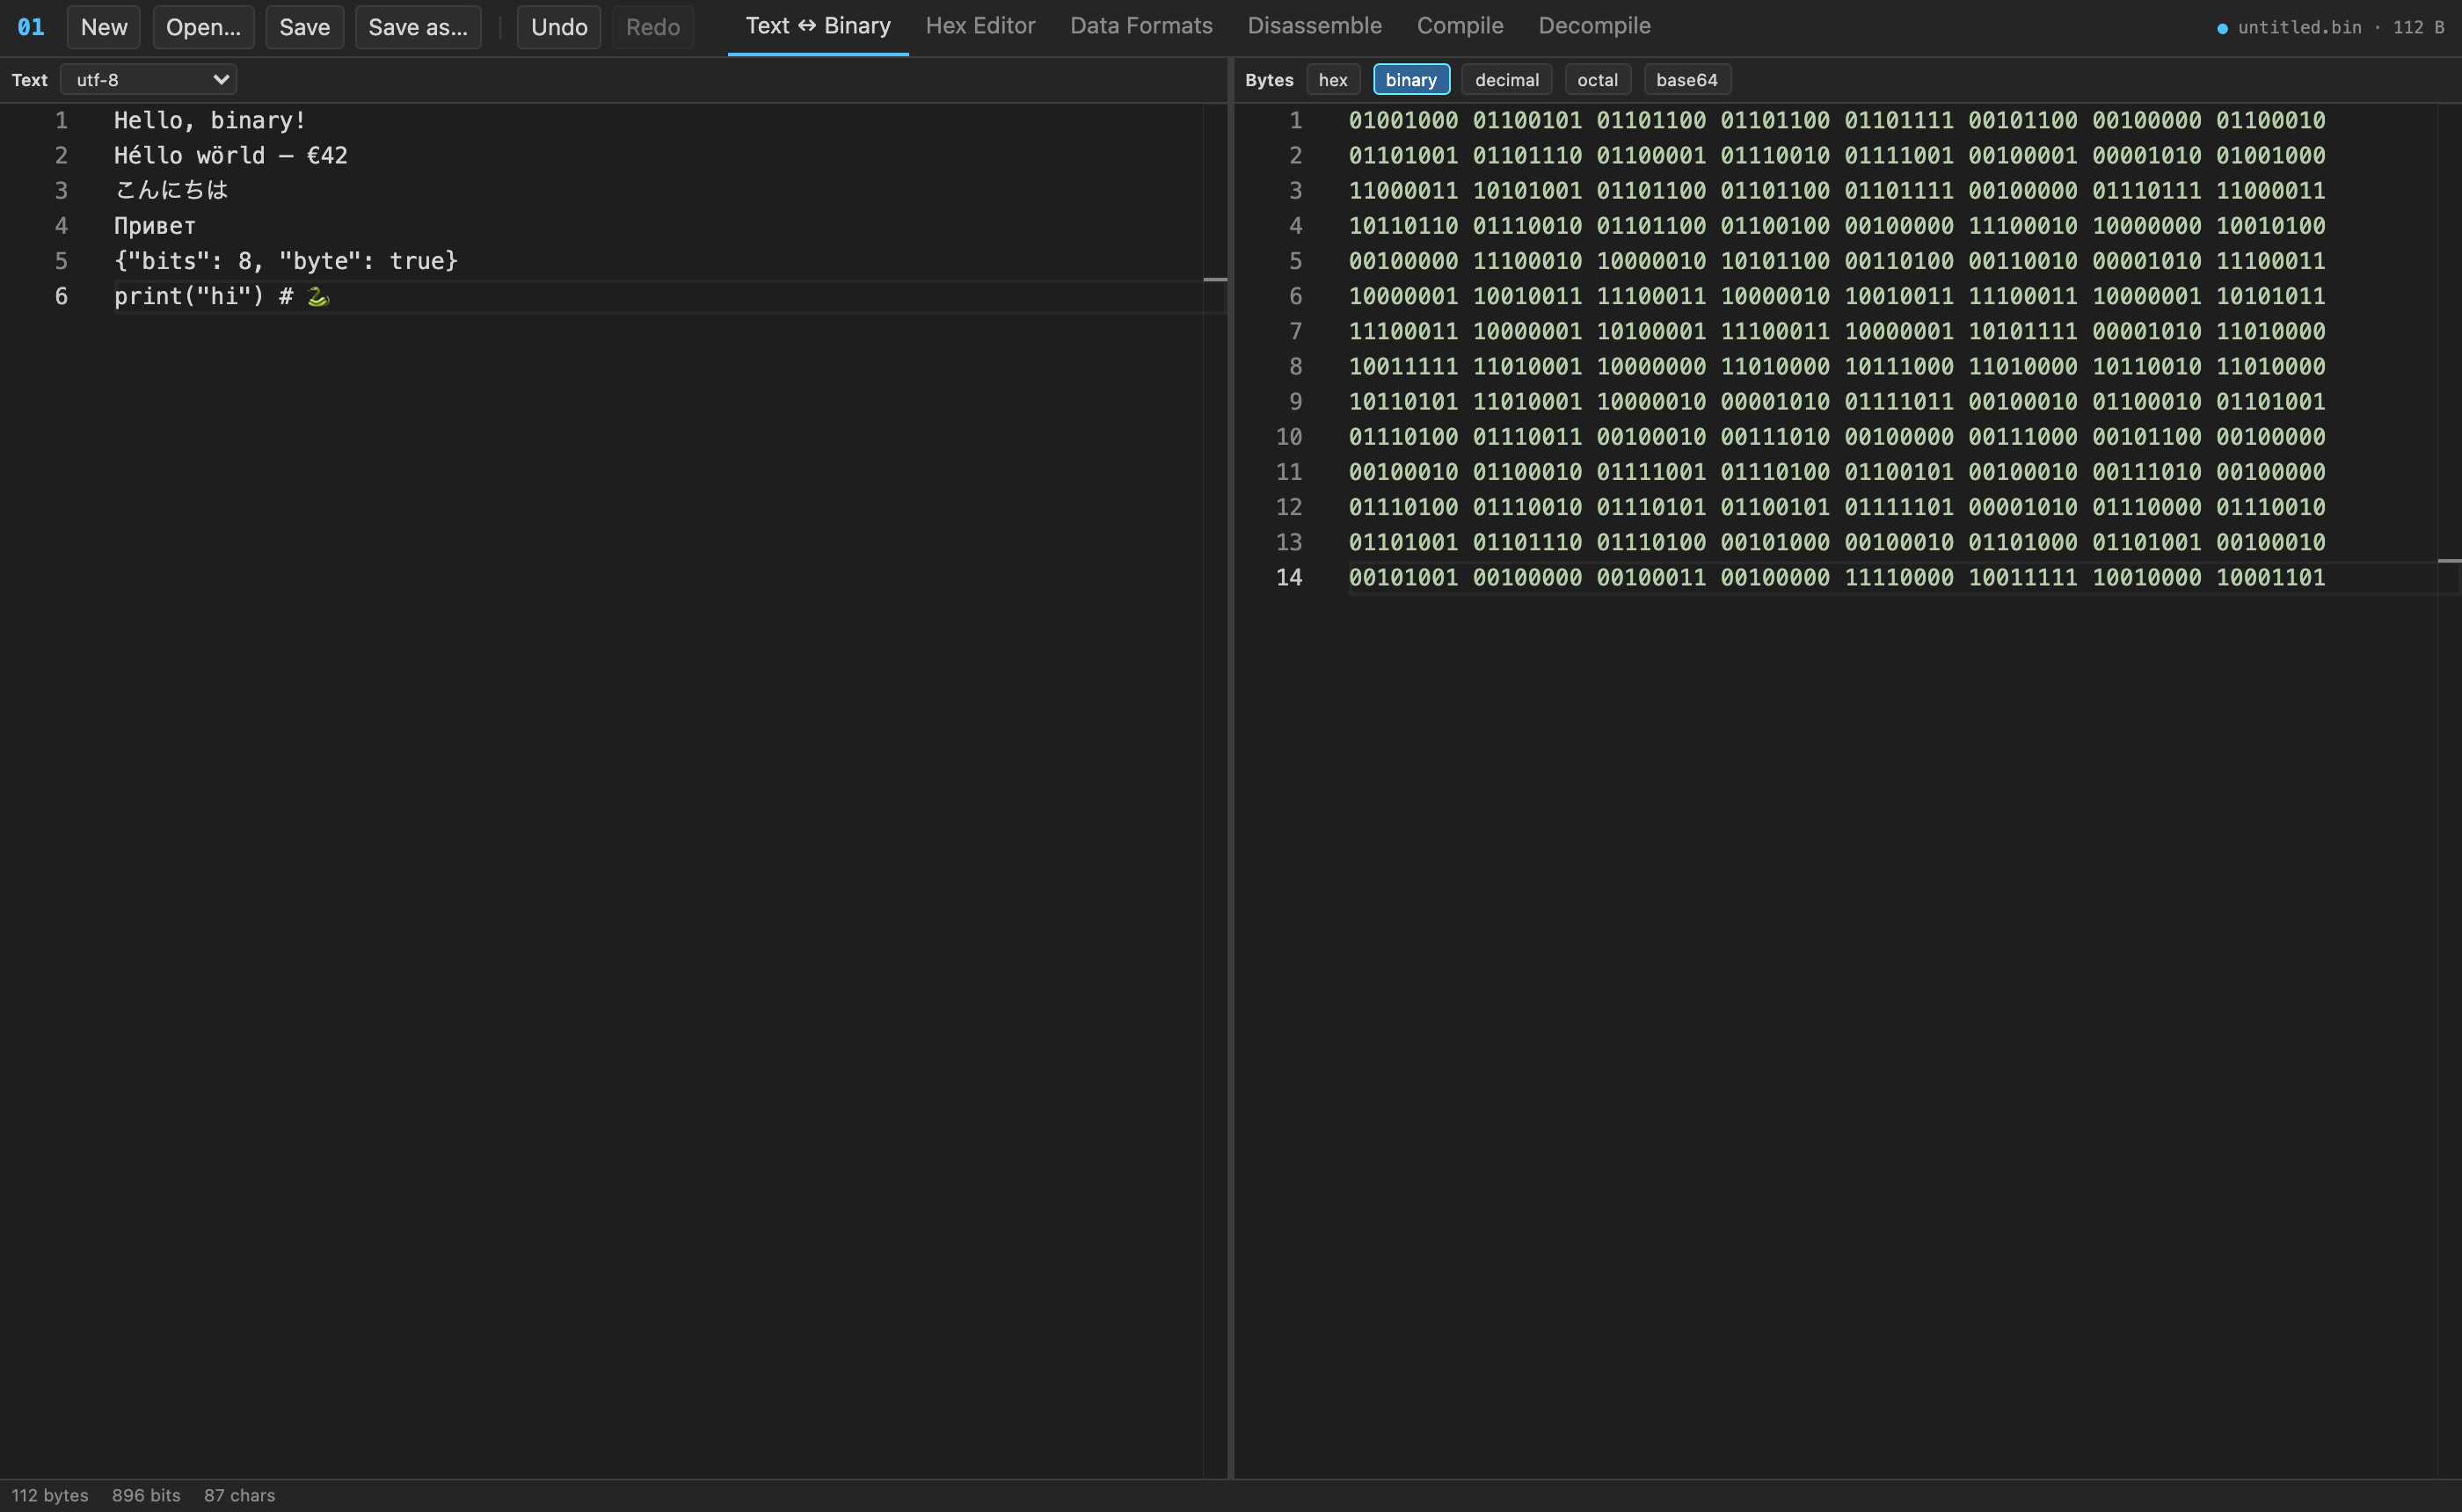 01 New Open... Save Save as... Undo Redo Text ↔ Binary Hex Editor Data Formats Disassemble Compile Decompile untitled.bin · 112 B
Text utf-8
1 Hello, binary!
2 Héllo wörld — €42
3 こんにちは
4 Привет
5 {"bits": 8, "byte": true}
6 print("hi") # 🐍
Bytes hex binary decimal octal base64
1 01001000 01100101 01101100 01101100 01101111 00101100 00100000 01100010
2 01101001 01101110 01100001 01110010 01111001 00100001 00001010 01001000
3 11000011 10101001 01101100 01101100 01101111 00100000 01110111 11000011
4 10110110 01110010 01101100 01100100 00100000 11100010 10000000 10010100
5 00100000 11100010 10000010 10101100 00110100 00110010 00001010 11100011
6 10000001 10010011 11100011 10000010 10010011 11100011 10000001 10101011
7 11100011 10000001 10100001 11100011 10000001 10101111 00001010 11010000
8 10011111 11010001 10000000 11010000 10111000 11010000 10110010 11010000
9 10110101 11010001 10000010 00001010 01111011 00100010 01100010 01101001
10 01110100 01110011 00100010 00111010 00100000 00111000 00101100 00100000
11 00100010 01100010 01111001 01110100 01100101 00100010 00111010 00100000
12 01110100 01110010 01110101 01100101 01111101 00001010 01110000 01110010
13 01101001 01101110 01110100 00101000 00100010 01101000 01101001 00100010
14 00101001 00100000 00100011 00100000 11110000 10011111 10010000 10001101
112 bytes 896 bits 87 chars